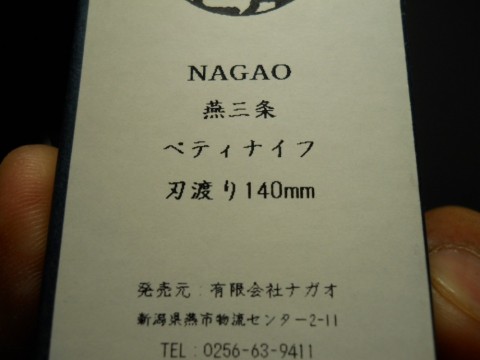 NAGAO
燕三条
ペティナイフ
刃渡り140mm
発売元:有限会社ナガオ
新潟県燕市物流センター2-11
TEL:0256-63-9411